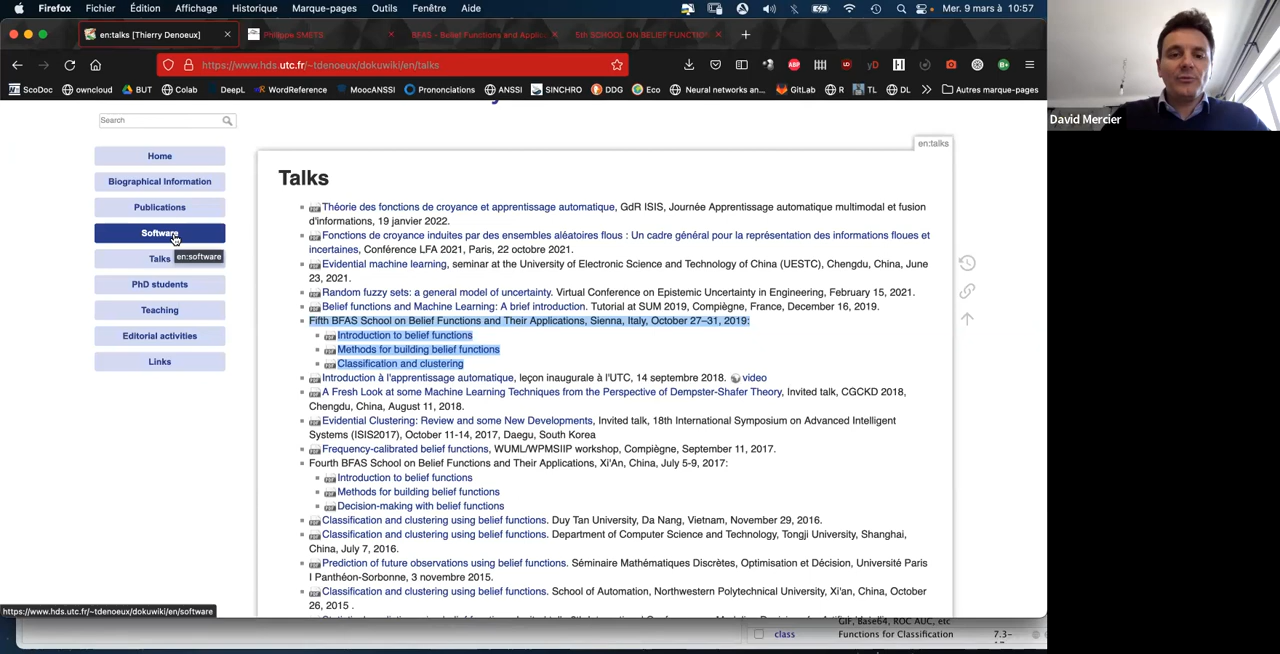 Firefox Fichier Édition Affichage Historique Marque-pages Outils Fenêtre Aide Mer. 9 mars à 10:57
en:talks [Thierry Denoeux] Philippe SMETS BFAS - Belief Functions and Applic 5th SCHOOL ON BELIEF FUNCTION
https://www.hds.utc.fr/~tdenoeux/dokuwiki/en/talks
ScoDoc owncloud BUT Colab DeepL WordReference MoocANSSI Prononciations ANSSI SINCHRO DDG Eco Neural networks an... GitLab R TL DL Autres marque-pages
David Mercier
Search
en:talks
Home
Biographical Information
Publications
Software
en:software
Talks
PhD students
Teaching
Editorial activities
Links
Talks
Théorie des fonctions de croyance et apprentissage automatique, GdR ISIS, Journée Apprentissage automatique multimodal et fusion
d'informations, 19 janvier 2022.
Fonctions de croyance induites par des ensembles aléatoires flous : Un cadre général pour la représentation des informations floues et
incertaines, Conférence LFA 2021, Paris, 22 octobre 2021.
Evidential machine learning, seminar at the University of Electronic Science and Technology of China (UESTC), Chengdu, China, June
23, 2021.
Random fuzzy sets: a general model of uncertainty. Virtual Conference on Epistemic Uncertainty in Engineering, February 15, 2021.
Belief functions and Machine Learning: A brief introduction. Tutorial at SUM 2019, Compiègne, France, December 16, 2019.
Fifth BFAS School on Belief Functions and Their Applications, Sienna, Italy, October 27–31, 2019:
Introduction to belief functions
Methods for building belief functions
Classification and clustering
Introduction à l'apprentissage automatique, leçon inaugurale à l'UTC, 14 septembre 2018. video
A Fresh Look at some Machine Learning Techniques from the Perspective of Dempster-Shafer Theory, Invited talk, CGCKD 2018,
Chengdu, China, August 11, 2018.
Evidential Clustering: Review and some New Developments, Invited talk, 18th International Symposium on Advanced Intelligent
Systems (ISIS2017), October 11-14, 2017, Daegu, South Korea
Frequency-calibrated belief functions, WUML/WPMSIIP workshop, Compiègne, September 11, 2017.
Fourth BFAS School on Belief Functions and Their Applications, Xi'An, China, July 5-9, 2017:
Introduction to belief functions
Methods for building belief functions
Decision-making with belief functions
Classification and clustering using belief functions. Duy Tan University, Da Nang, Vietnam, November 29, 2016.
Classification and clustering using belief functions. Department of Computer Science and Technology, Tongji University, Shanghai,
China, July 7, 2016.
Prediction of future observations using belief functions. Séminaire Mathématiques Discrètes, Optimisation et Décision, Université Paris
I Panthéon-Sorbonne, 3 novembre 2015.
Classification and clustering using belief functions. School of Automation, Northwestern Polytechnical University, Xi'an, China, October
26, 2015 .
https://www.hds.utc.fr/~tdenoeux/dokuwiki/en/software
GIF, Base64, ROC AUC, etc
class Functions for Classification 7.3-